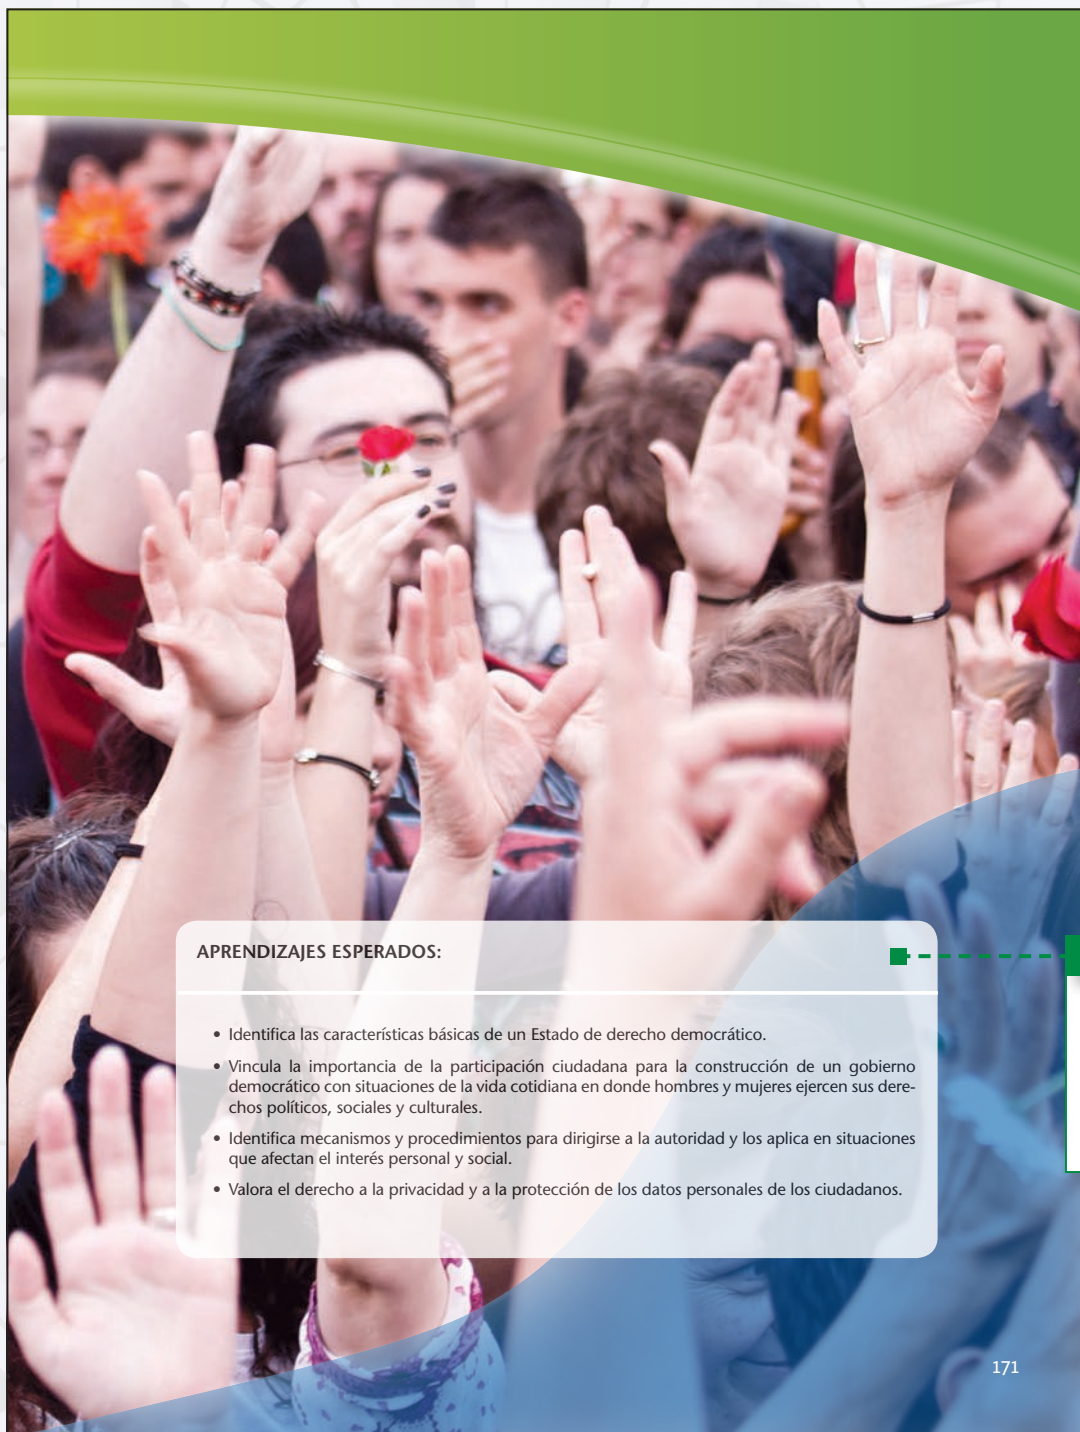 APRENDIZAJES ESPERADOS:
• Identifica las características básicas de un Estado de derecho democrático.
• Vincula la importancia de la participación ciudadana para la construcción de un gobierno
democrático con situaciones de la vida cotidiana en donde hombres y mujeres ejercen sus dere-
chos políticos, sociales y culturales.
• Identifica mecanismos y procedimientos para dirigirse a la autoridad y los aplica en situaciones
que afectan el interés personal y social.
• Valora el derecho a la privacidad y a la protección de los datos personales de los ciudadanos.
171